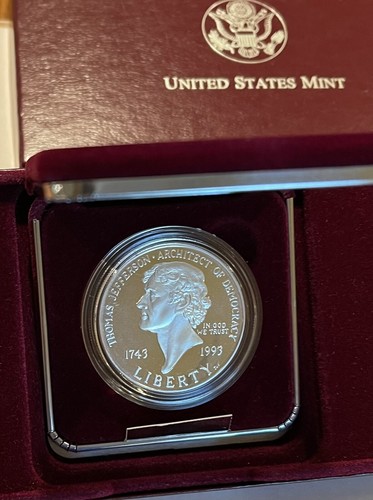 UNITED STATES MINT
THOMAS JEFFERSON · ARCHITECT OF DEMOCRACY
IN GOD
WE TRUST
1743 1993
LIBERTY